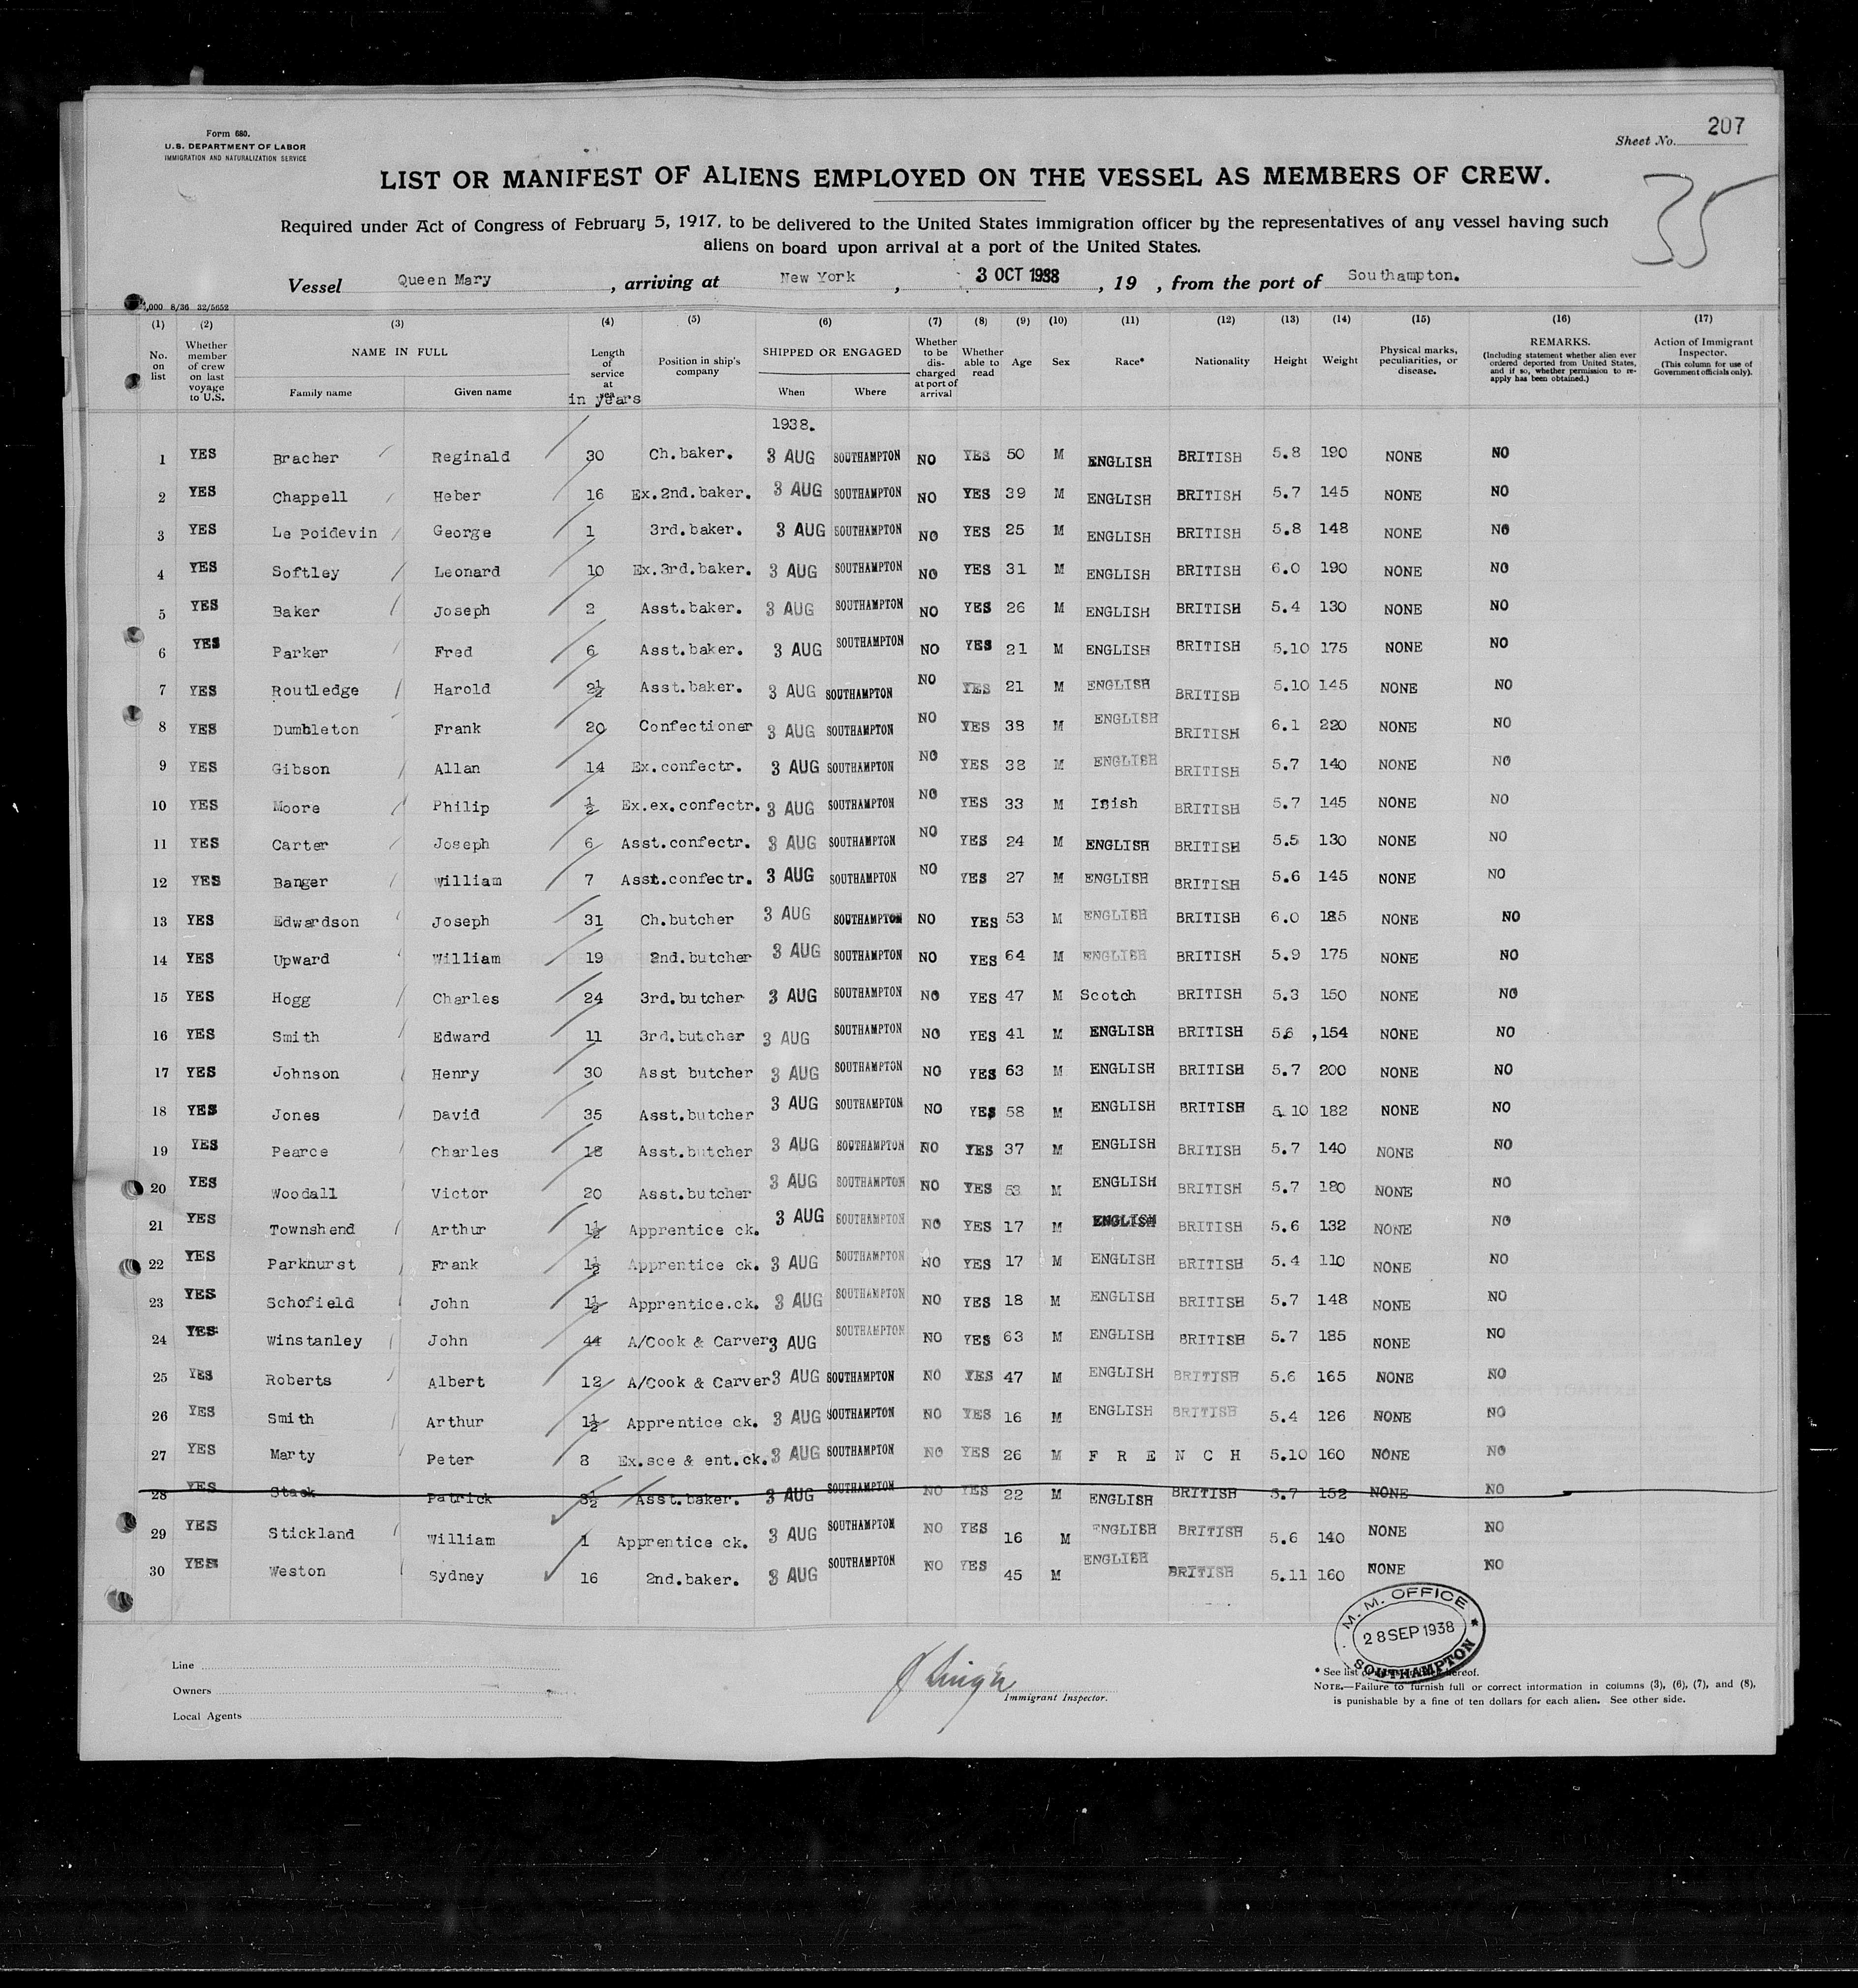 Form 680.
U.S. DEPARTMENT OF LABOR
IMMIGRATION AND NATURALIZATION SERVICE
Sheet No. 207
35
LIST OR MANIFEST OF ALIENS EMPLOYED ON THE VESSEL AS MEMBERS OF CREW.
Required under Act of Congress of February 5, 1917, to be delivered to the United States immigration officer by the representatives of any vessel having such
aliens on board upon arrival at a port of the United States.
Vessel Queen Mary, arriving at New York, 3 OCT 1938, 19 , from the port of Southampton.
,000 8/36 32/5652
(1) (2) (3) (4) (5) (6) (7) (8) (9) (10) (11) (12) (13) (14) (15) (16) (17)
No. on list
Whether member of crew on last voyage to U.S.
NAME IN FULL
Family name Given name
Length of service at sea in years
Position in ship's company
SHIPPED OR ENGAGED
When Where
Whether to be discharged at port of arrival
Whether able to read
Age Sex Race* Nationality Height Weight
Physical marks, peculiarities, or disease.
REMARKS.
(Including statement whether alien ever ordered deported from United States, and if so, whether permission to re-apply has been obtained.)
Action of Immigrant Inspector.
(This column for use of Government officials only).
1938.
1 YES Bracher Reginald 30 Ch.baker. 3 AUG SOUTHAMPTON NO YES 50 M ENGLISH BRITISH 5.8 190 NONE NO
2 YES Chappell Heber 16 Ex.2nd.baker. 3 AUG SOUTHAMPTON NO YES 39 M ENGLISH BRITISH 5.7 145 NONE NO
3 YES Le Poidevin George 1 3rd.baker. 3 AUG SOUTHAMPTON NO YES 25 M ENGLISH BRITISH 5.8 148 NONE NO
4 YES Softley Leonard 10 Ex.3rd.baker. 3 AUG SOUTHAMPTON NO YES 31 M ENGLISH BRITISH 6.0 190 NONE NO
5 YES Baker Joseph 2 Asst.baker. 3 AUG SOUTHAMPTON NO YES 26 M ENGLISH BRITISH 5.4 130 NONE NO
6 YES Parker Fred 6 Asst.baker. 3 AUG SOUTHAMPTON NO YES 21 M ENGLISH BRITISH 5.10 175 NONE NO
7 YES Routledge Harold 2½ Asst.baker. 3 AUG SOUTHAMPTON NO YES 21 M ENGLISH BRITISH 5.10 145 NONE NO
8 YES Dumbleton Frank 20 Confectioner 3 AUG SOUTHAMPTON NO YES 38 M ENGLISH BRITISH 6.1 220 NONE NO
9 YES Gibson Allan 14 Ex.confectr. 3 AUG SOUTHAMPTON NO YES 38 M ENGLISH BRITISH 5.7 140 NONE NO
10 YES Moore Philip ½ Ex.ex.confectr. 3 AUG SOUTHAMPTON NO YES 33 M Irish BRITISH 5.7 145 NONE NO
11 YES Carter Joseph 6 Asst.confectr. 3 AUG SOUTHAMPTON NO YES 24 M ENGLISH BRITISH 5.5 130 NONE NO
12 YES Banger William 7 Asst.confectr. 3 AUG SOUTHAMPTON NO YES 27 M ENGLISH BRITISH 5.6 145 NONE NO
13 YES Edwardson Joseph 31 Ch.butcher 3 AUG SOUTHAMPTON NO YES 53 M ENGLISH BRITISH 6.0 185 NONE NO
14 YES Upward William 19 2nd.butcher 3 AUG SOUTHAMPTON NO YES 64 M ENGLISH BRITISH 5.9 175 NONE NO
15 YES Hogg Charles 24 3rd.butcher 3 AUG SOUTHAMPTON NO YES 47 M Scotch BRITISH 5.3 150 NONE NO
16 YES Smith Edward 11 3rd.butcher 3 AUG SOUTHAMPTON NO YES 41 M ENGLISH BRITISH 5.6 ,154 NONE NO
17 YES Johnson Henry 30 Asst butcher 3 AUG SOUTHAMPTON NO YES 63 M ENGLISH BRITISH 5.7 200 NONE NO
18 YES Jones David 35 Asst.butcher 3 AUG SOUTHAMPTON NO YES 58 M ENGLISH BRITISH 5.10 182 NONE NO
19 YES Pearce Charles 18 Asst.butcher 3 AUG SOUTHAMPTON NO YES 37 M ENGLISH BRITISH 5.7 140 NONE NO
20 YES Woodall Victor 20 Asst.butcher 3 AUG SOUTHAMPTON NO YES 53 M ENGLISH BRITISH 5.7 180 NONE NO
21 YES Townshend Arthur 1½ Apprentice ck. 3 AUG SOUTHAMPTON NO YES 17 M ENGLISH BRITISH 5.6 132 NONE NO
22 YES Parkhurst Frank 1½ Apprentice ck. 3 AUG SOUTHAMPTON NO YES 17 M ENGLISH BRITISH 5.4 110 NONE NO
23 YES Schofield John 1½ Apprentice.ck. 3 AUG SOUTHAMPTON NO YES 18 M ENGLISH BRITISH 5.7 148 NONE NO
24 YES Winstanley John 44 A/Cook & Carver 3 AUG SOUTHAMPTON NO YES 63 M ENGLISH BRITISH 5.7 185 NONE NO
25 YES Roberts Albert 12 A/Cook & Carver 3 AUG SOUTHAMPTON NO YES 47 M ENGLISH BRITISH 5.6 165 NONE NO
26 YES Smith Arthur 1½ Apprentice ck. 3 AUG SOUTHAMPTON NO YES 16 M ENGLISH BRITISH 5.4 126 NONE NO
27 YES Marty Peter 8 Ex.sce & ent.ck. 3 AUG SOUTHAMPTON NO YES 26 M F R E N C H 5.10 160 NONE NO
28 YES Stack Patrick 3½ Asst.baker. 3 AUG SOUTHAMPTON NO YES 22 M ENGLISH BRITISH 5.7 152 NONE NO
29 YES Stickland William 1 Apprentice ck. 3 AUG SOUTHAMPTON NO YES 16 M ENGLISH BRITISH 5.6 140 NONE NO
30 YES Weston Sydney 16 2nd.baker. 3 AUG SOUTHAMPTON NO YES 45 M ENGLISH BRITISH 5.11 160 NONE NO
M. M. OFFICE
28 SEP 1938
SOUTHAMPTON
Line
Owners
Local Agents
Immigrant Inspector.
* See list of hereof.
NOTE.—Failure to furnish full or correct information in columns (3), (6), (7), and (8),
is punishable by a fine of ten dollars for each alien. See other side.